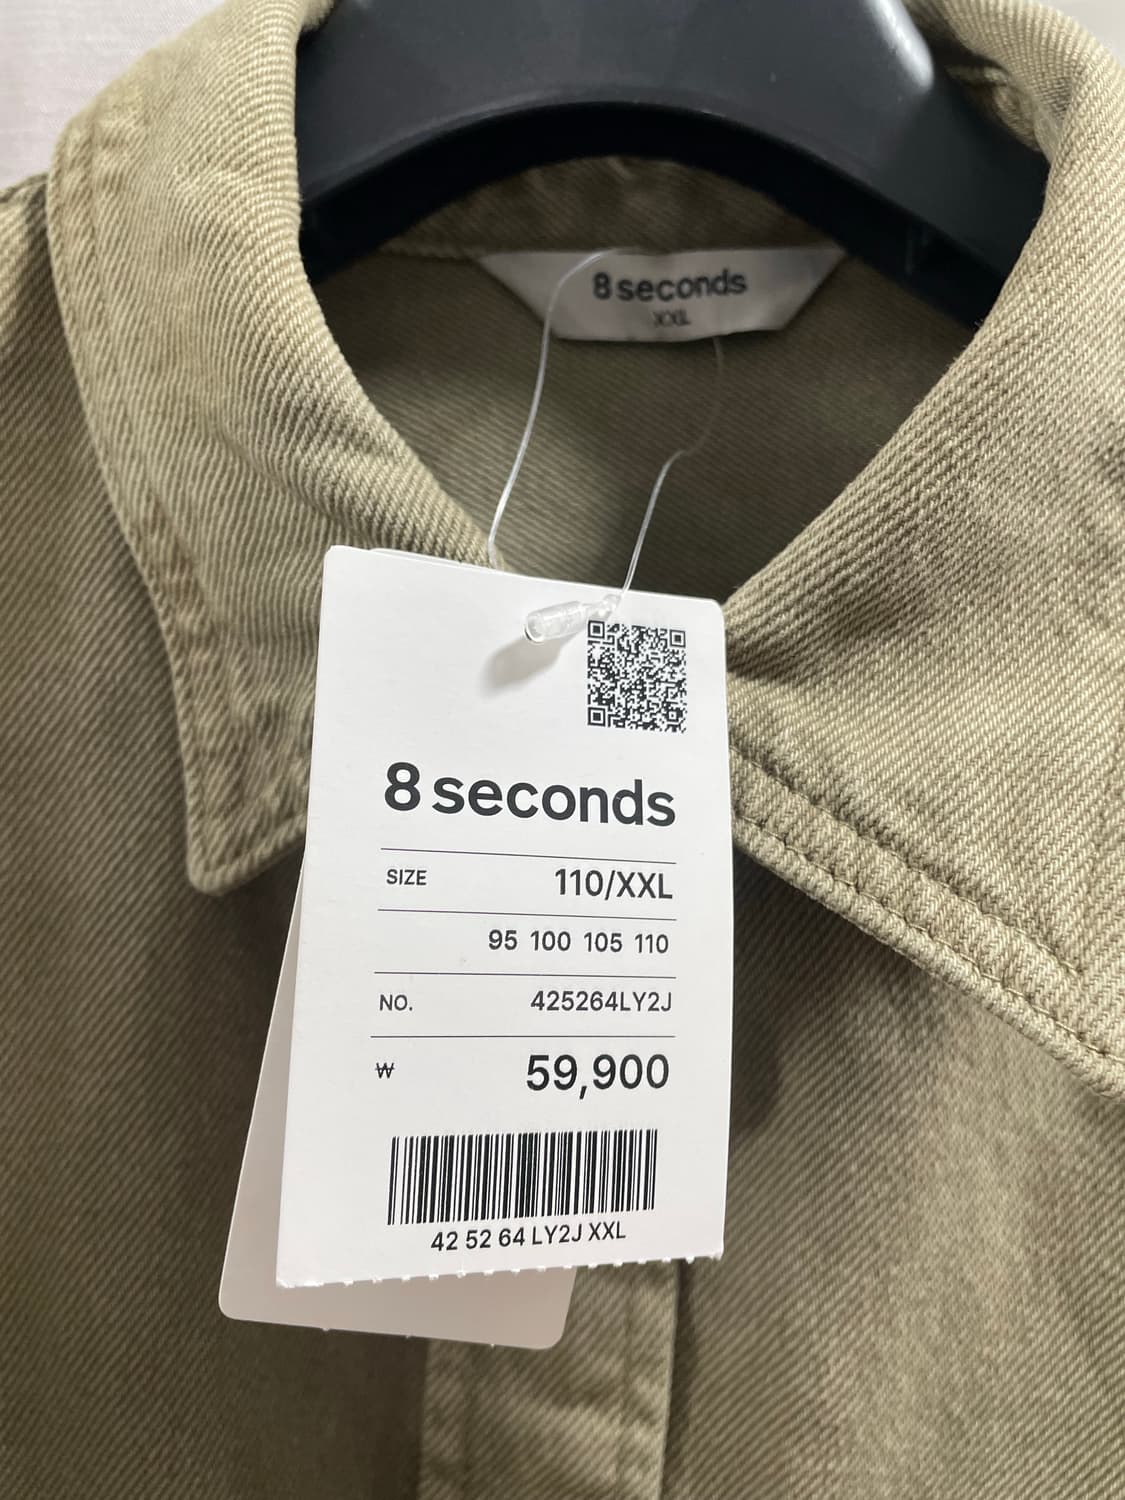 8 seconds
XXL
8 seconds
SIZE 110/XXL
95 100 105 110
NO. 425264LY2J
₩ 59,900
42 52 64 LY2J XXL